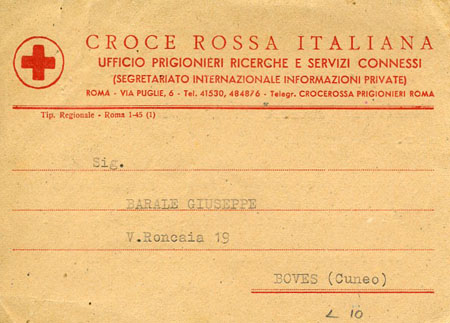 CROCE ROSSA ITALIANA
UFFICIO PRIGIONIERI RICERCHE E SERVIZI CONNESSI
(SEGRETARIATO INTERNAZIONALE INFORMAZIONI PRIVATE)
ROMA - VIA PUGLIE, 6 - Tel. 41530, 484876 - Telegr. CROCEROSSA PRIGIONIERI ROMA
Tip. Regionale - Roma 1-45 (1)
Sig.
BARALE GIUSEPPE
V.Roncaia 19
BOVES (Cuneo)
L 10